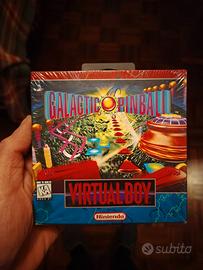 GALACTIC PINBALL
VIRTUAL BOY
K-A
Nintendo
subito